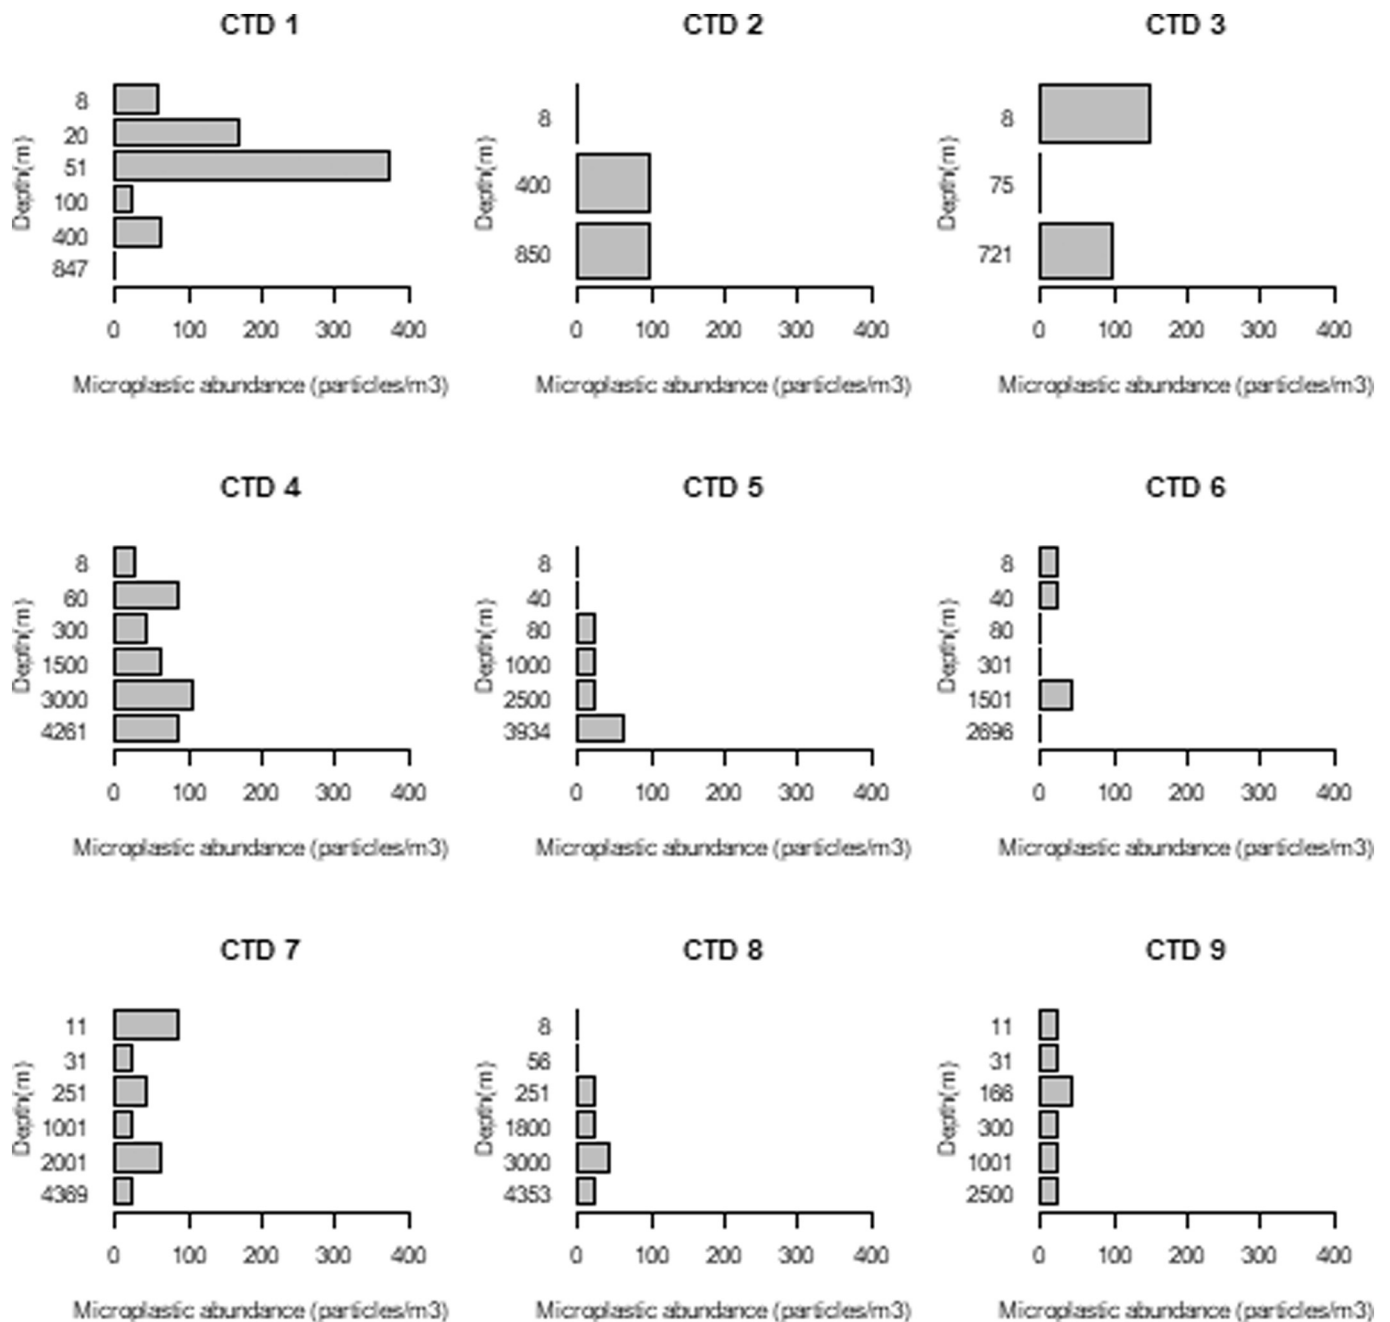 CTD 1
Depth(m)
8
20
51
100
400
847
0 100 200 300 400
Microplastic abundance (particles/m3)
CTD 2
Depth(m)
8
400
850
0 100 200 300 400
Microplastic abundance (particles/m3)
CTD 3
Depth(m)
8
75
721
0 100 200 300 400
Microplastic abundance (particles/m3)
CTD 4
Depth(m)
8
60
300
1500
3000
4261
0 100 200 300 400
Microplastic abundance (particles/m3)
CTD 5
Depth(m)
8
40
80
1000
2500
3934
0 100 200 300 400
Microplastic abundance (particles/m3)
CTD 6
Depth(m)
8
40
80
301
1501
2696
0 100 200 300 400
Microplastic abundance (particles/m3)
CTD 7
Depth(m)
11
31
251
1001
2001
4369
0 100 200 300 400
Microplastic abundance (particles/m3)
CTD 8
Depth(m)
8
56
251
1800
3000
4353
0 100 200 300 400
Microplastic abundance (particles/m3)
CTD 9
Depth(m)
11
31
166
300
1001
2500
0 100 200 300 400
Microplastic abundance (particles/m3)